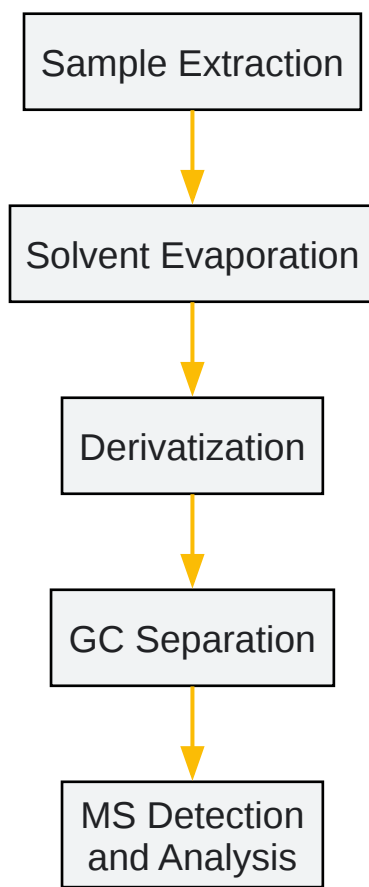 Sample Extraction
Solvent Evaporation
Derivatization
GC Separation
MS Detection
and Analysis